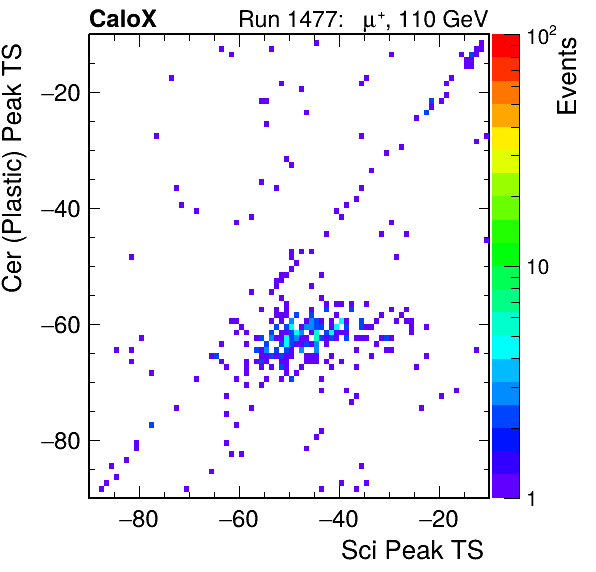 CaloX Run 1477: μ⁺, 110 GeV
Cer (Plastic) Peak TS
−20
−40
−60
−80
−80 −60 −40 −20
Sci Peak TS
10²
10
1
Events